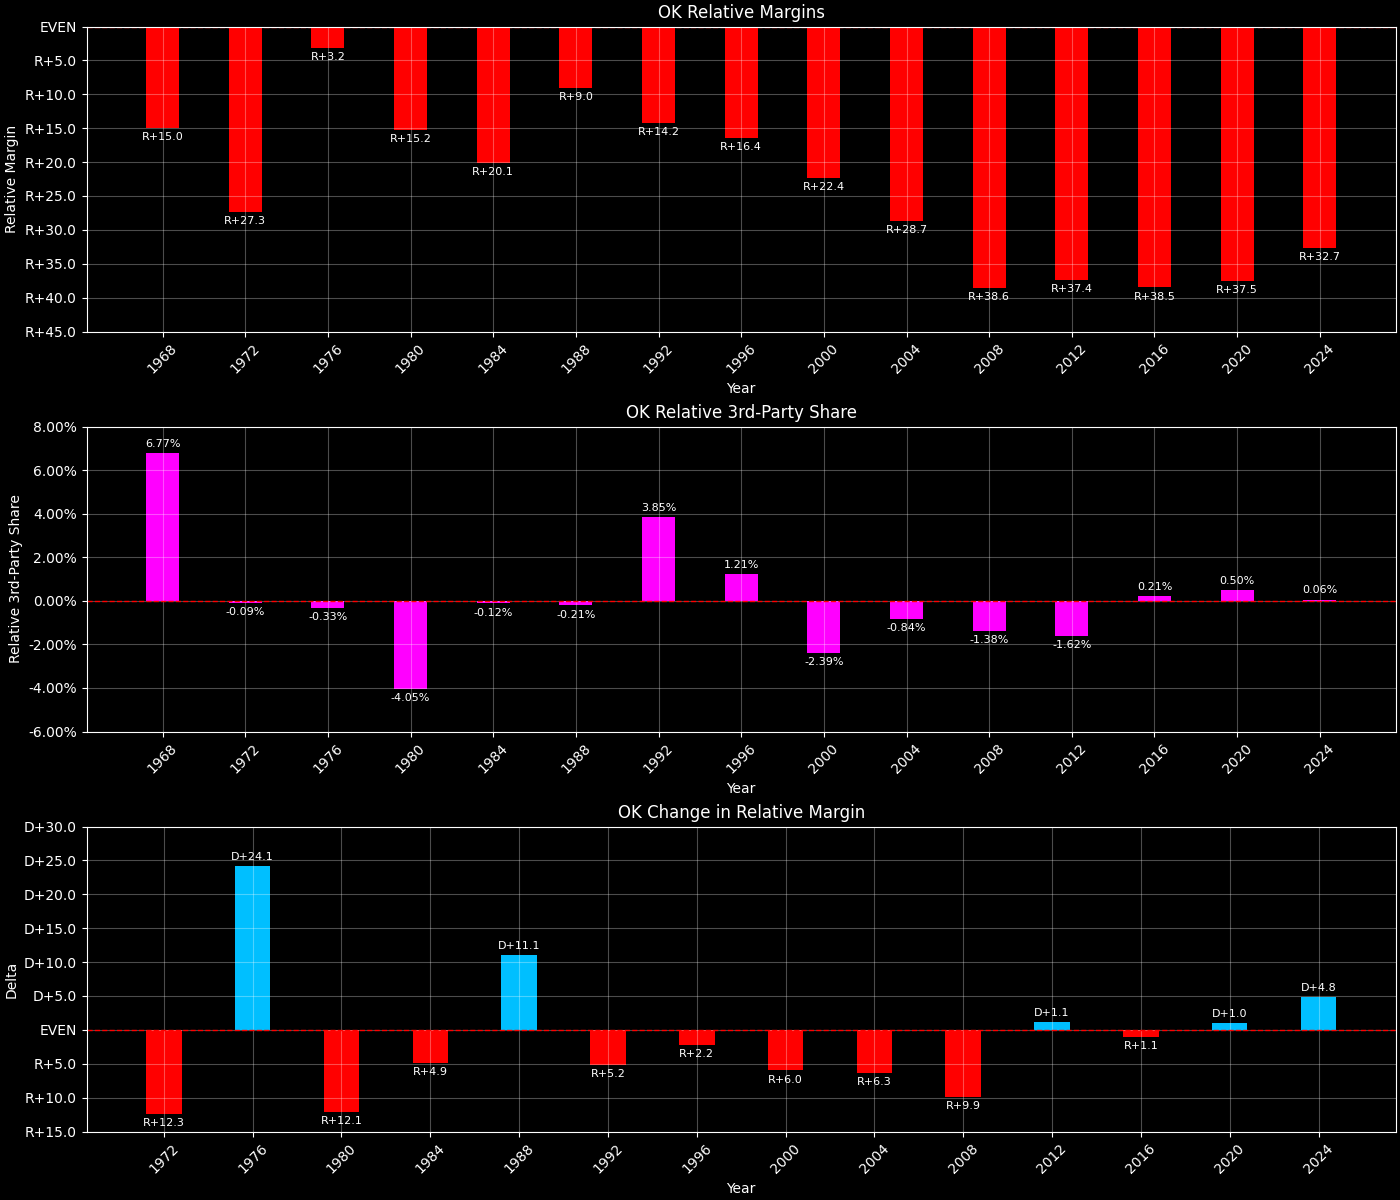 OK Relative Margins
Relative Margin
EVEN
R+5.0
R+10.0
R+15.0
R+20.0
R+25.0
R+30.0
R+35.0
R+40.0
R+45.0
R+15.0
R+27.3
R+3.2
R+15.2
R+20.1
R+9.0
R+14.2
R+16.4
R+22.4
R+28.7
R+38.6
R+37.4
R+38.5
R+37.5
R+32.7
1968
1972
1976
1980
1984
1988
1992
1996
2000
2004
2008
2012
2016
2020
2024
Year
OK Relative 3rd-Party Share
Relative 3rd-Party Share
8.00%
6.00%
4.00%
2.00%
0.00%
-2.00%
-4.00%
-6.00%
6.77%
-0.09%
-0.33%
-4.05%
-0.12%
-0.21%
3.85%
1.21%
-2.39%
-0.84%
-1.38%
-1.62%
0.21%
0.50%
0.06%
1968
1972
1976
1980
1984
1988
1992
1996
2000
2004
2008
2012
2016
2020
2024
Year
OK Change in Relative Margin
Delta
D+30.0
D+25.0
D+20.0
D+15.0
D+10.0
D+5.0
EVEN
R+5.0
R+10.0
R+15.0
R+12.3
D+24.1
R+12.1
R+4.9
D+11.1
R+5.2
R+2.2
R+6.0
R+6.3
R+9.9
D+1.1
R+1.1
D+1.0
D+4.8
1972
1976
1980
1984
1988
1992
1996
2000
2004
2008
2012
2016
2020
2024
Year